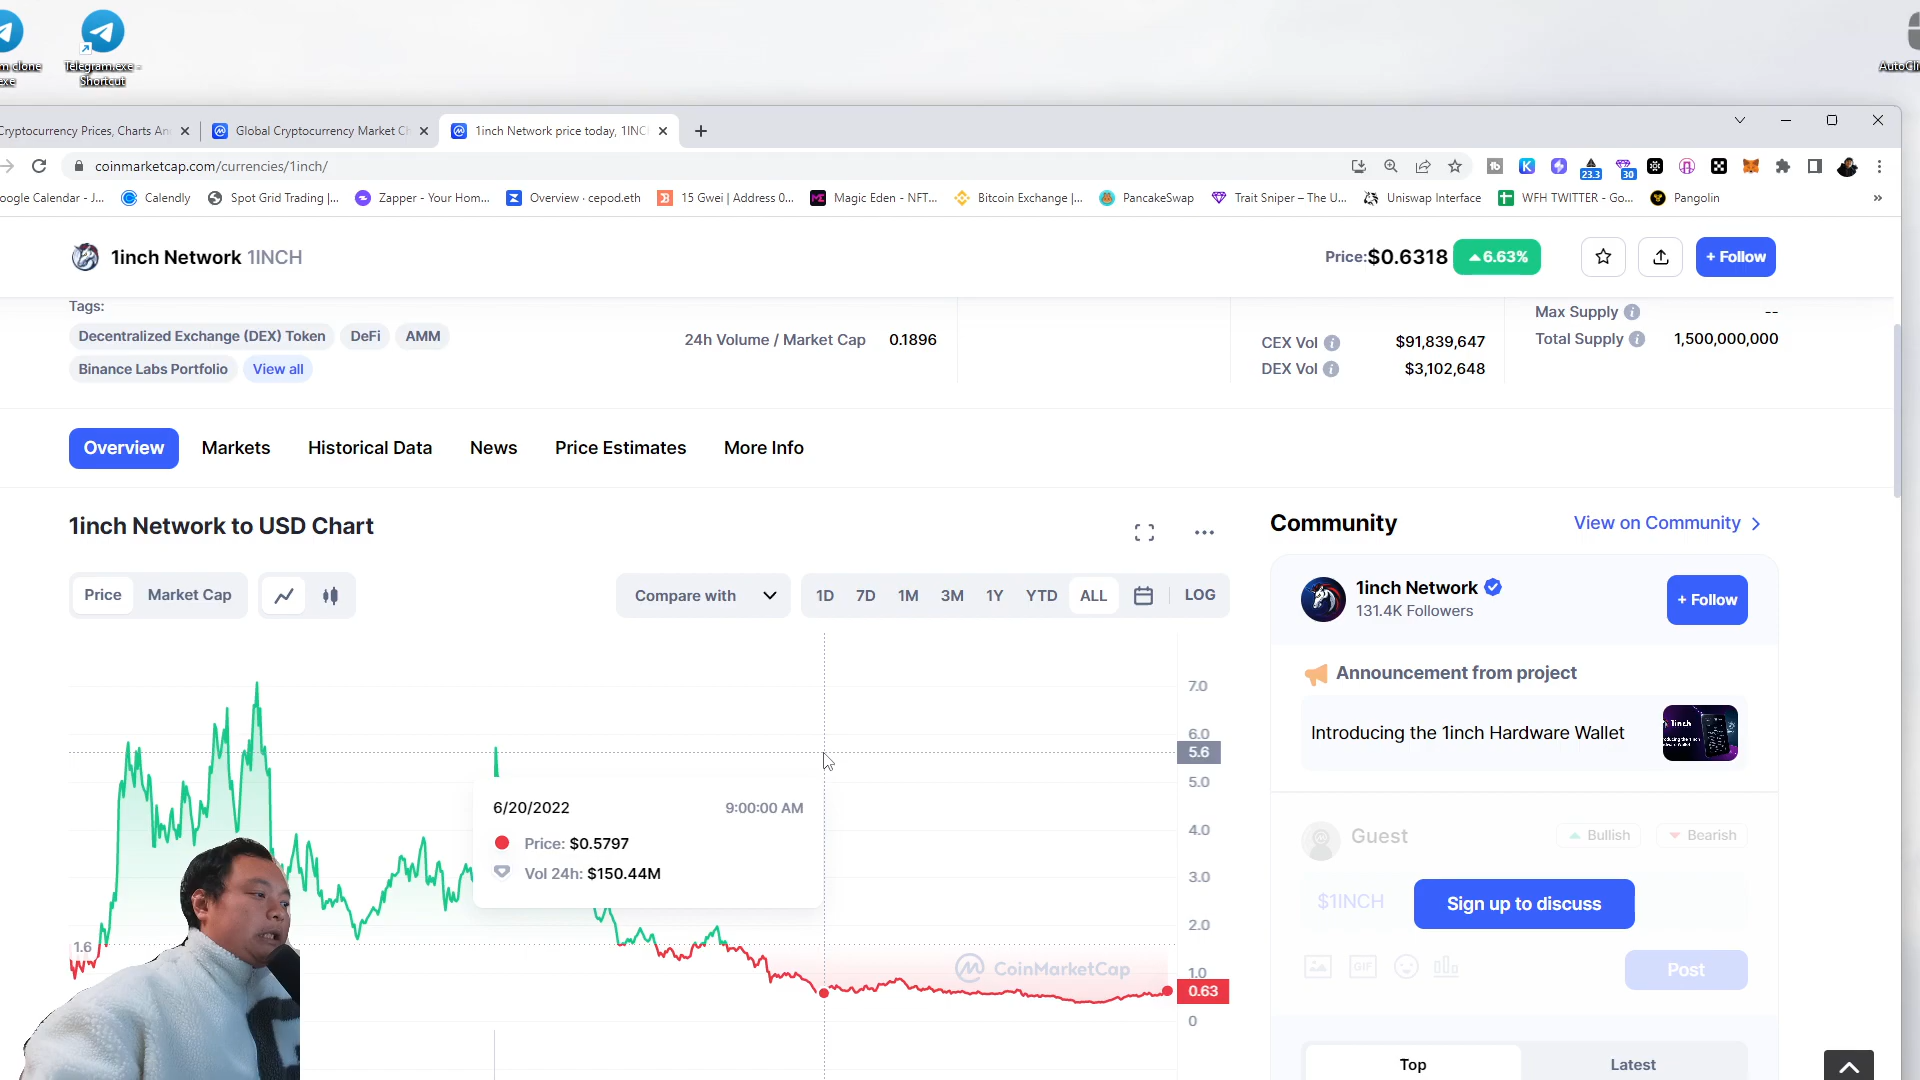 m clone
exe
Telegram.exe -
Shortcut
AutoCli
Cryptocurrency Prices, Charts An
Global Cryptocurrency Market Ch
1inch Network price today, 1INC
coinmarketcap.com/currencies/1inch/
23.3
30
oogle Calendar - J...
Calendly
Spot Grid Trading |...
Zapper - Your Hom...
Overview · cepod.eth
15 Gwei | Address 0...
Magic Eden - NFT...
Bitcoin Exchange |...
PancakeSwap
Trait Sniper – The U...
Uniswap Interface
WFH TWITTER - Go...
Pangolin
»
1inch Network 1INCH
Price:$0.6318
6.63%
+ Follow
Tags:
Decentralized Exchange (DEX) Token
DeFi
AMM
Binance Labs Portfolio
View all
24h Volume / Market Cap 0.1896
CEX Vol $91,839,647
DEX Vol $3,102,648
Max Supply --
Total Supply 1,500,000,000
Overview
Markets
Historical Data
News
Price Estimates
More Info
1inch Network to USD Chart
Price
Market Cap
Compare with
1D
7D
1M
3M
1Y
YTD
ALL
LOG
7.0
6.0
5.6
5.0
4.0
3.0
2.0
1.0
0.63
0
1.6
6/20/2022 9:00:00 AM
Price: $0.5797
Vol 24h: $150.44M
CoinMarketCap
Community
View on Community
1inch Network
131.4K Followers
+ Follow
Announcement from project
Introducing the 1inch Hardware Wallet
Guest
Bullish
Bearish
$1INCH
Sign up to discuss
GIF
Post
Top
Latest